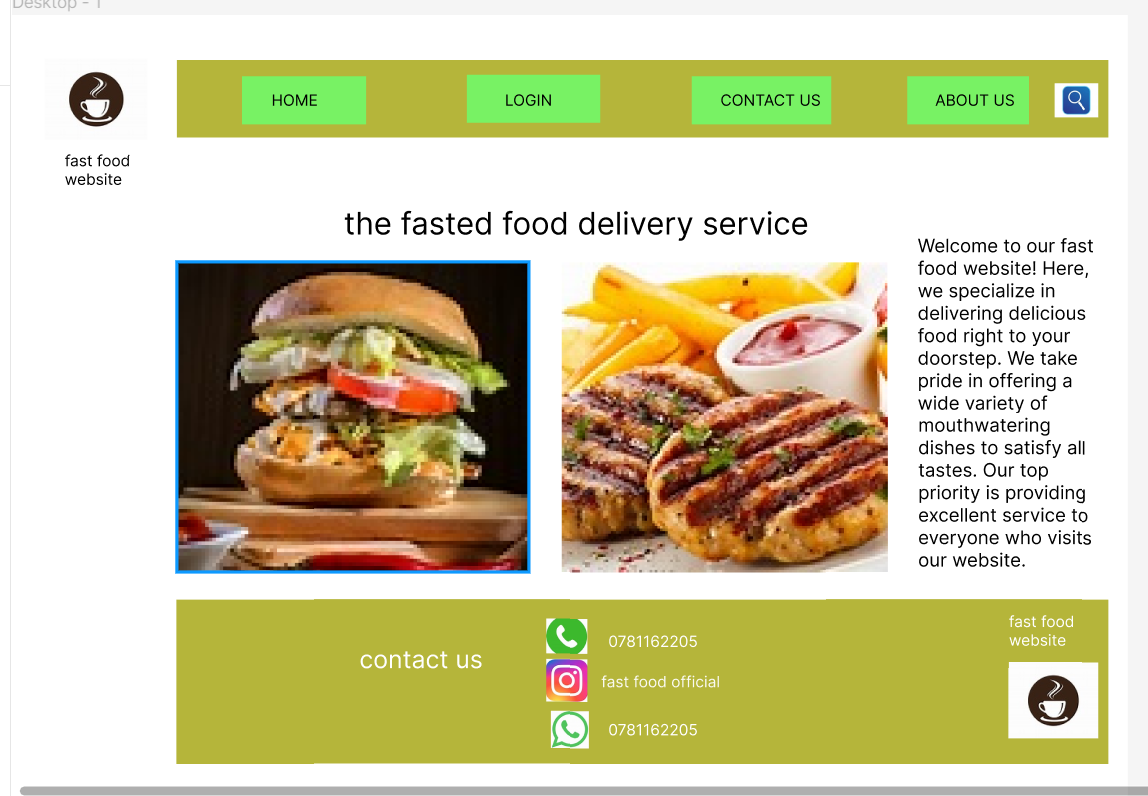 Desktop - 1
HOME
LOGIN
CONTACT US
ABOUT US
fast food
website
the fasted food delivery service
Welcome to our fast
food website! Here,
we specialize in
delivering delicious
food right to your
doorstep. We take
pride in offering a
wide variety of
mouthwatering
dishes to satisfy all
tastes. Our top
priority is providing
excellent service to
everyone who visits
our website.
contact us
0781162205
fast food official
0781162205
fast food
website